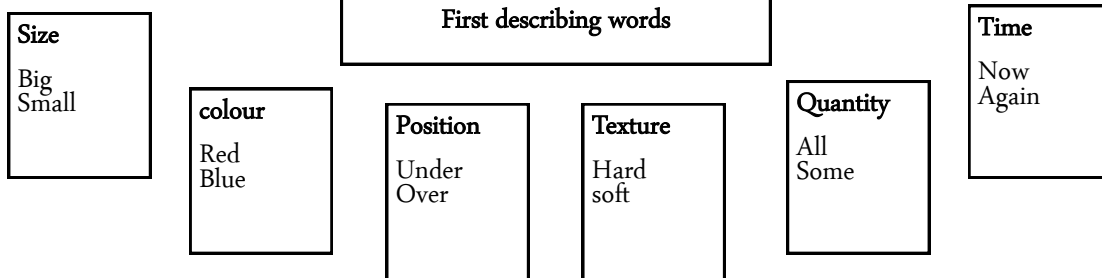 First describing words
Size
Big
Small
colour
Red
Blue
Position
Under
Over
Texture
Hard
soft
Quantity
All
Some
Time
Now
Again